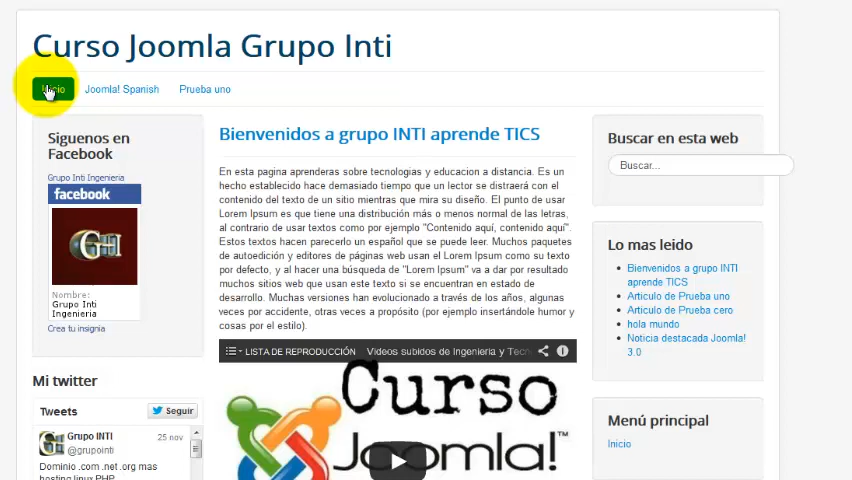 Curso Joomla Grupo Inti
Inicio Joomla! Spanish Prueba uno
Siguenos en
Facebook
Grupo Inti Ingenieria
facebook
Nombre:
Grupo Inti
Ingenieria
Crea tu insignia
Mi twitter
Tweets
Seguir
Grupo INTI
25 nov
@grupointi
Dominio .com .net .org mas
hosting linux PHP
Bienvenidos a grupo INTI aprende TICS
En esta pagina aprenderas sobre tecnologias y educacion a distancia. Es un
hecho establecido hace demasiado tiempo que un lector se distraerá con el
contenido del texto de un sitio mientras que mira su diseño. El punto de usar
Lorem Ipsum es que tiene una distribución más o menos normal de las letras,
al contrario de usar textos como por ejemplo "Contenido aquí, contenido aquí".
Estos textos hacen parecerlo un español que se puede leer. Muchos paquetes
de autoedición y editores de páginas web usan el Lorem Ipsum como su texto
por defecto, y al hacer una búsqueda de "Lorem Ipsum" va a dar por resultado
muchos sitios web que usan este texto si se encuentran en estado de
desarrollo. Muchas versiones han evolucionado a través de los años, algunas
veces por accidente, otras veces a propósito (por ejemplo insertándole humor y
cosas por el estilo).
LISTA DE REPRODUCCIÓN Videos subidos de Ingenieria y Tecn
Curso
Joomla!™
Buscar en esta web
Buscar...
Lo mas leido
Bienvenidos a grupo INTI
aprende TICS
Articulo de Prueba uno
Articulo de Prueba cero
hola mundo
Noticia destacada Joomla!
3.0
Menú principal
Inicio